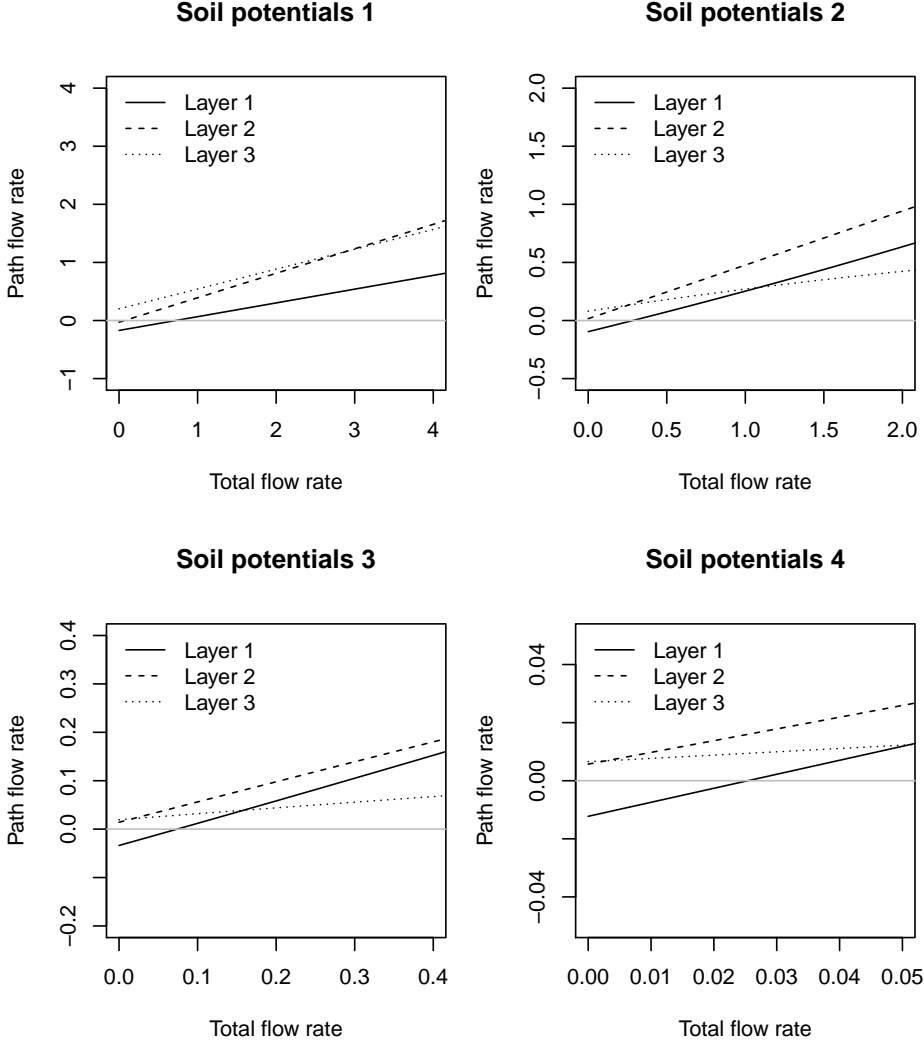 Soil potentials 1
Path flow rate
4
3
2
1
0
−1
Layer 1
Layer 2
Layer 3
0 1 2 3 4
Total flow rate
Soil potentials 2
Path flow rate
2.0
1.5
1.0
0.5
0.0
−0.5
Layer 1
Layer 2
Layer 3
0.0 0.5 1.0 1.5 2.0
Total flow rate
Soil potentials 3
Path flow rate
0.4
0.3
0.2
0.1
0.0
−0.2
Layer 1
Layer 2
Layer 3
0.0 0.1 0.2 0.3 0.4
Total flow rate
Soil potentials 4
Path flow rate
0.04
0.00
−0.04
Layer 1
Layer 2
Layer 3
0.00 0.01 0.02 0.03 0.04 0.05
Total flow rate